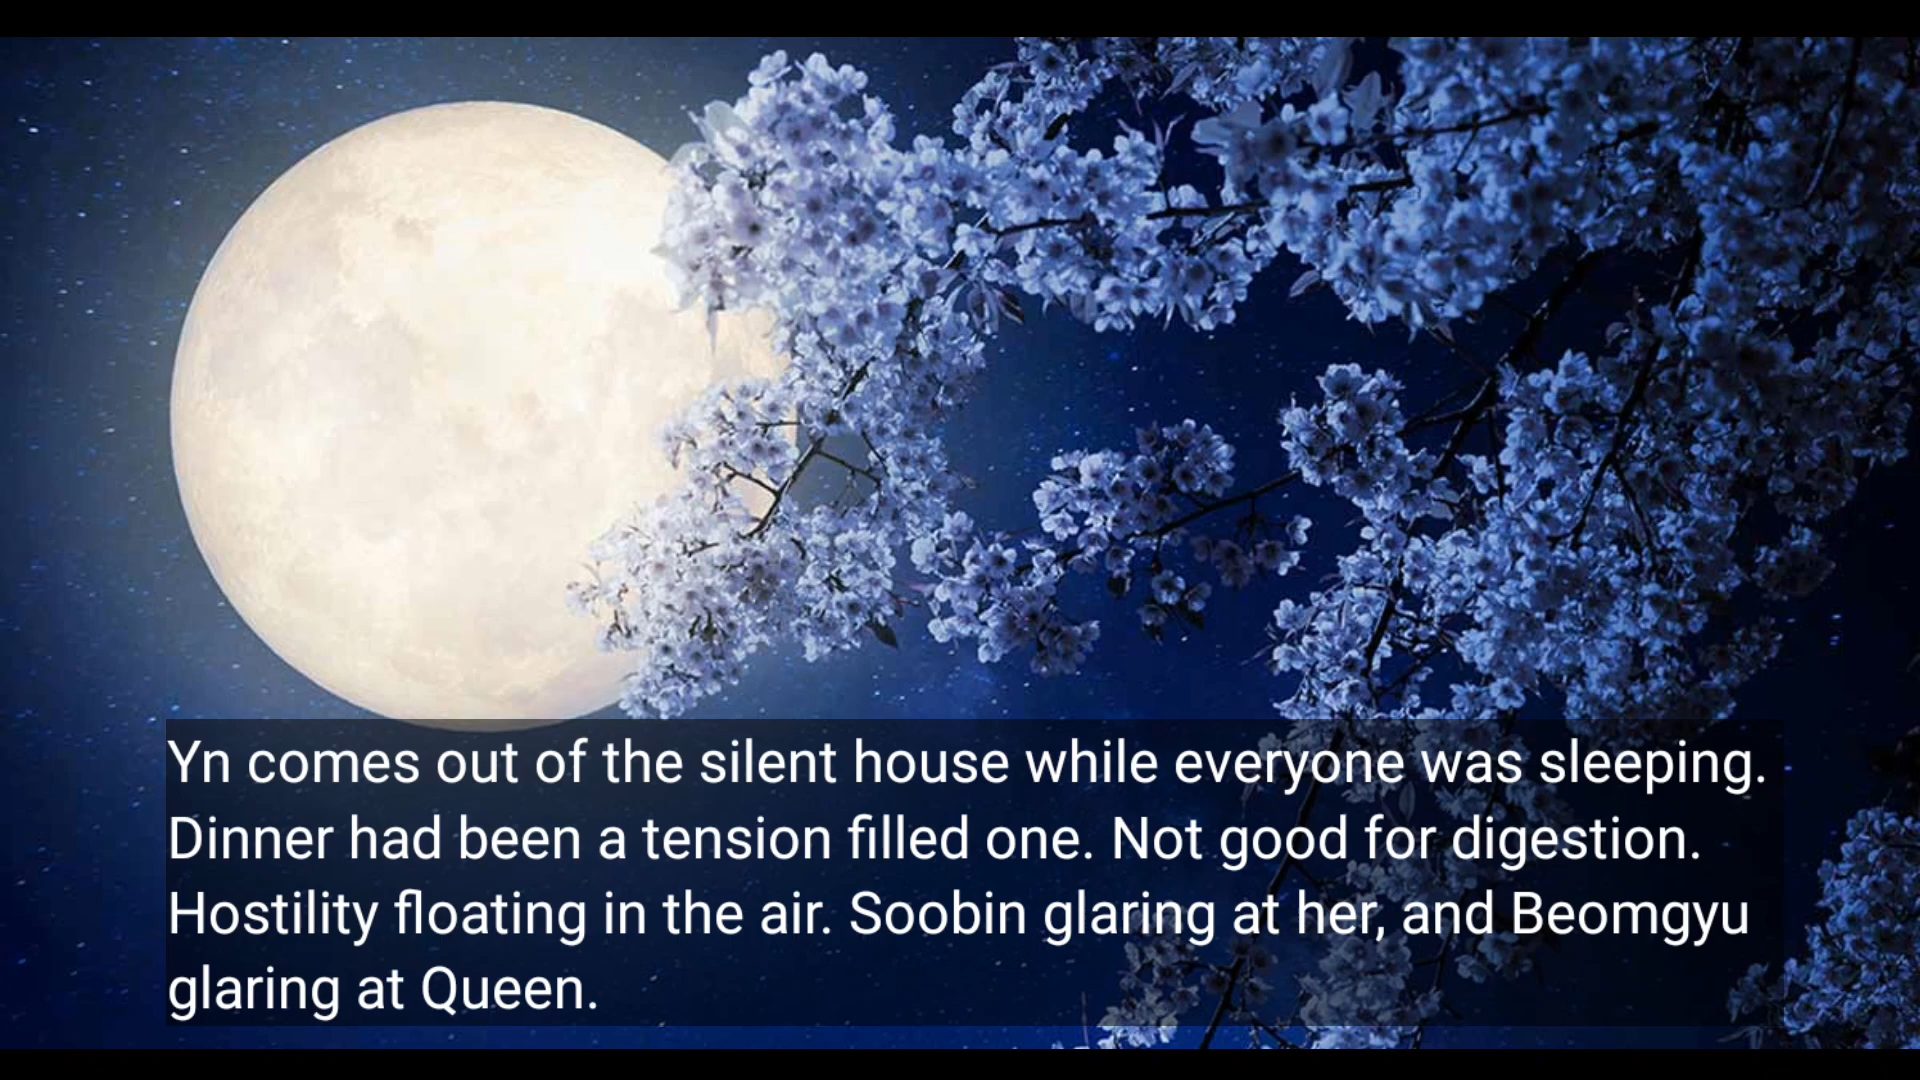 Yn comes out of the silent house while everyone was sleeping.
Dinner had been a tension filled one. Not good for digestion.
Hostility floating in the air. Soobin glaring at her, and Beomgyu
glaring at Queen.